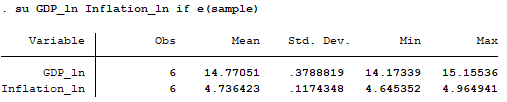 . su GDP_ln Inflation_ln if e(sample)
Variable Obs Mean Std. Dev. Min Max
GDP_ln 6 14.77051 .3788819 14.17339 15.15536
Inflation_ln 6 4.736423 .1174348 4.645352 4.964941